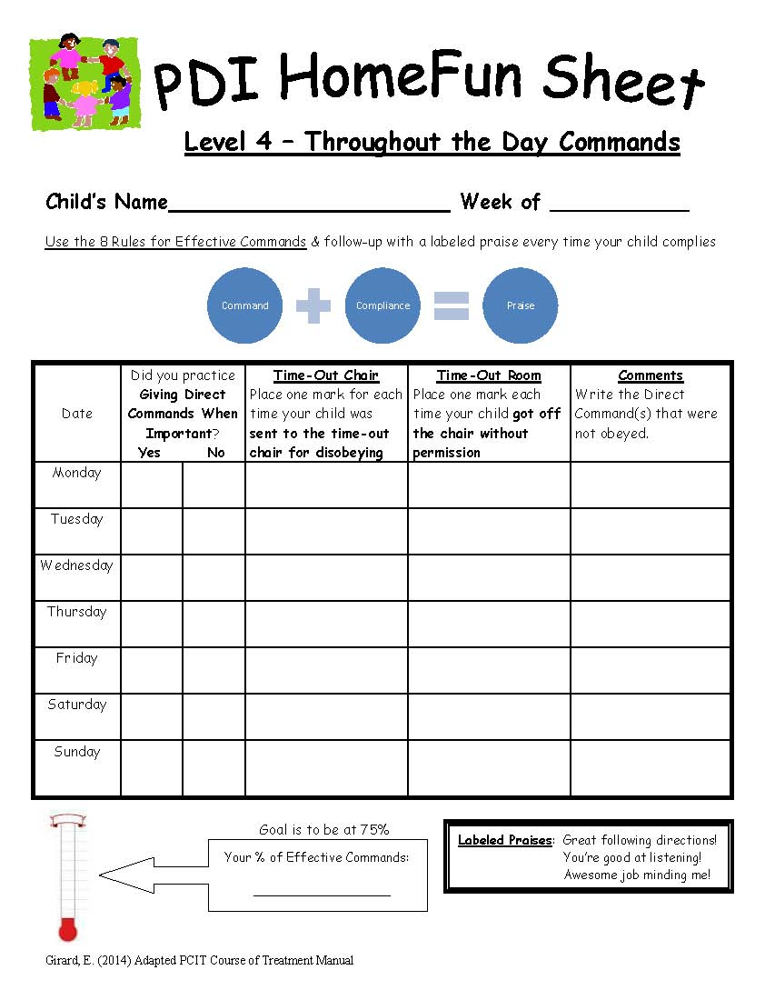 PDI HomeFun Sheet
Level 4 – Throughout the Day Commands
Child's Name______________________ Week of _____________
Use the 8 Rules for Effective Commands & follow-up with a labeled praise every time your child complies
Command
Compliance
Praise
Date
Did you practice
Giving Direct
Commands When
Important?
Yes No
Time-Out Chair
Place one mark for each
time your child was
sent to the time-out
chair for disobeying
Time-Out Room
Place one mark each
time your child got off
the chair without
permission
Comments
Write the Direct
Command(s) that were
not obeyed.
Monday
Tuesday
Wednesday
Thursday
Friday
Saturday
Sunday
Goal is to be at 75%
Your % of Effective Commands:
___________________
Labeled Praises: Great following directions!
You're good at listening!
Awesome job minding me!
Girard, E. (2014) Adapted PCIT Course of Treatment Manual